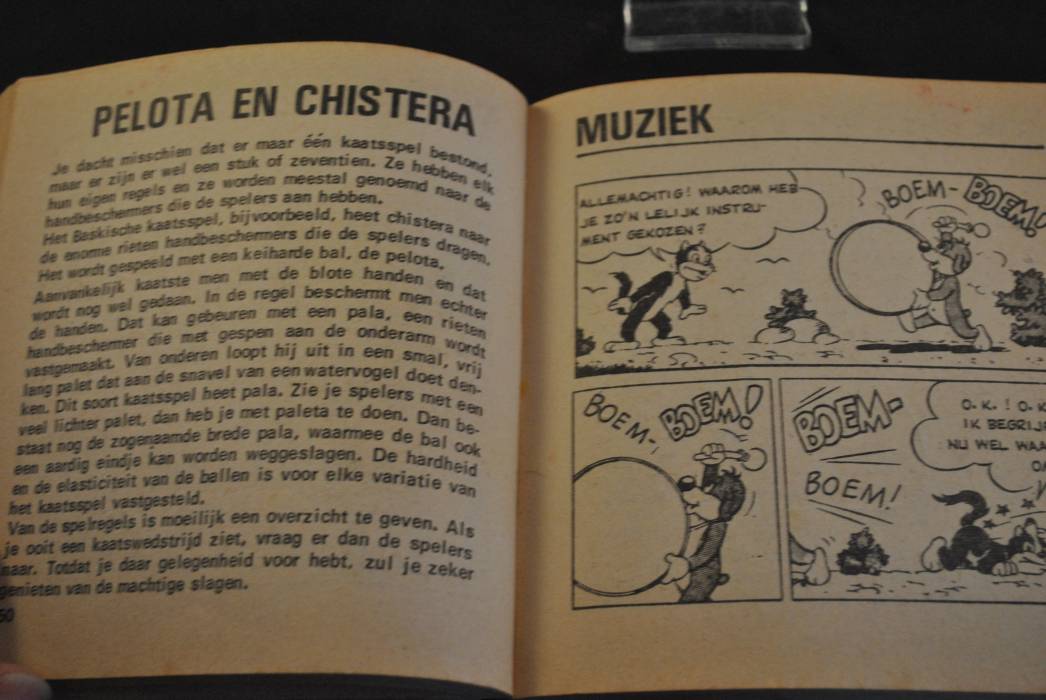 PELOTA EN CHISTERA
Je dacht misschien dat er maar één kaatsspel bestond,
maar er zijn er wel een stuk of zeventien. Ze hebben elk
hun eigen regels en ze worden meestal genoemd naar de
handbeschermers die de spelers aan hebben.
Het Baskische kaatsspel, bijvoorbeeld, heet chistera naar
de enorme rieten handbeschermers die de spelers dragen.
Het wordt gespeeld met een keiharde bal, de pelota.
Aanvankelijk kaatste men met de blote handen en dat
wordt nog wel gedaan. In de regel beschermt men echter
de handen. Dat kan gebeuren met een pala, een rieten
handbeschermer die met gespen aan de onderarm wordt
vastgemaakt. Van onderen loopt hij uit in een smal, vrij
lang palet dat aan de snavel van een watervogel doet den-
ken. Dit soort kaatsspel heet pala. Zie je spelers met een
veel lichter palet, dan heb je met paleta te doen. Dan be-
staat nog de zogenaamde brede pala, waarmee de bal ook
een aardig eindje kan worden weggeslagen. De hardheid
en de elasticiteit van de ballen is voor elke variatie van
het kaatsspel vastgesteld.
Van de spelregels is moeilijk een overzicht te geven. Als
je ooit een kaatswedstrijd ziet, vraag er dan de spelers
maar naar. Totdat je daar gelegenheid voor hebt, zul je zeker
genieten van de machtige slagen.
60
MUZIEK
ALLEMACHTIG! WAAROM HEB
JE ZO'N LELIJK INSTRU-
MENT GEKOZEN?
BOEM- BOEM!
BOEM- BOEM!
BOEM-
BOEM!
O.K.! O.K
IK BEGRIJ
NU WEL WAA